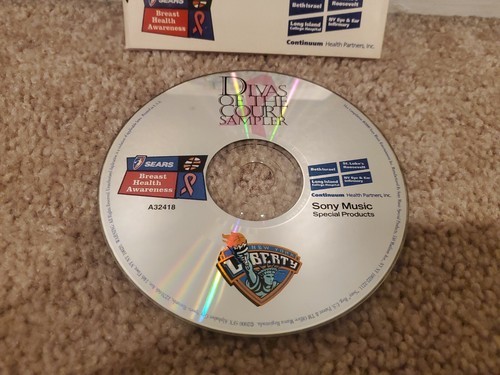 SEARS
Breast
Health
Awareness
Beth Israel
Roosevelt
Long Island
College Hospital
NY Eye & Ear
Infirmary
Continuum Health Partners, Inc.
DIVAS
OF THE
COURT
SAMPLER
SEARS
Breast
Health
Awareness
A32418
Beth Israel
St. Luke's
Roosevelt
Long Island
College Hospital
NY Eye & Ear
Infirmary
Continuum Health Partners, Inc.
Sony Music
Special Products
NEW YORK
LIBERTY